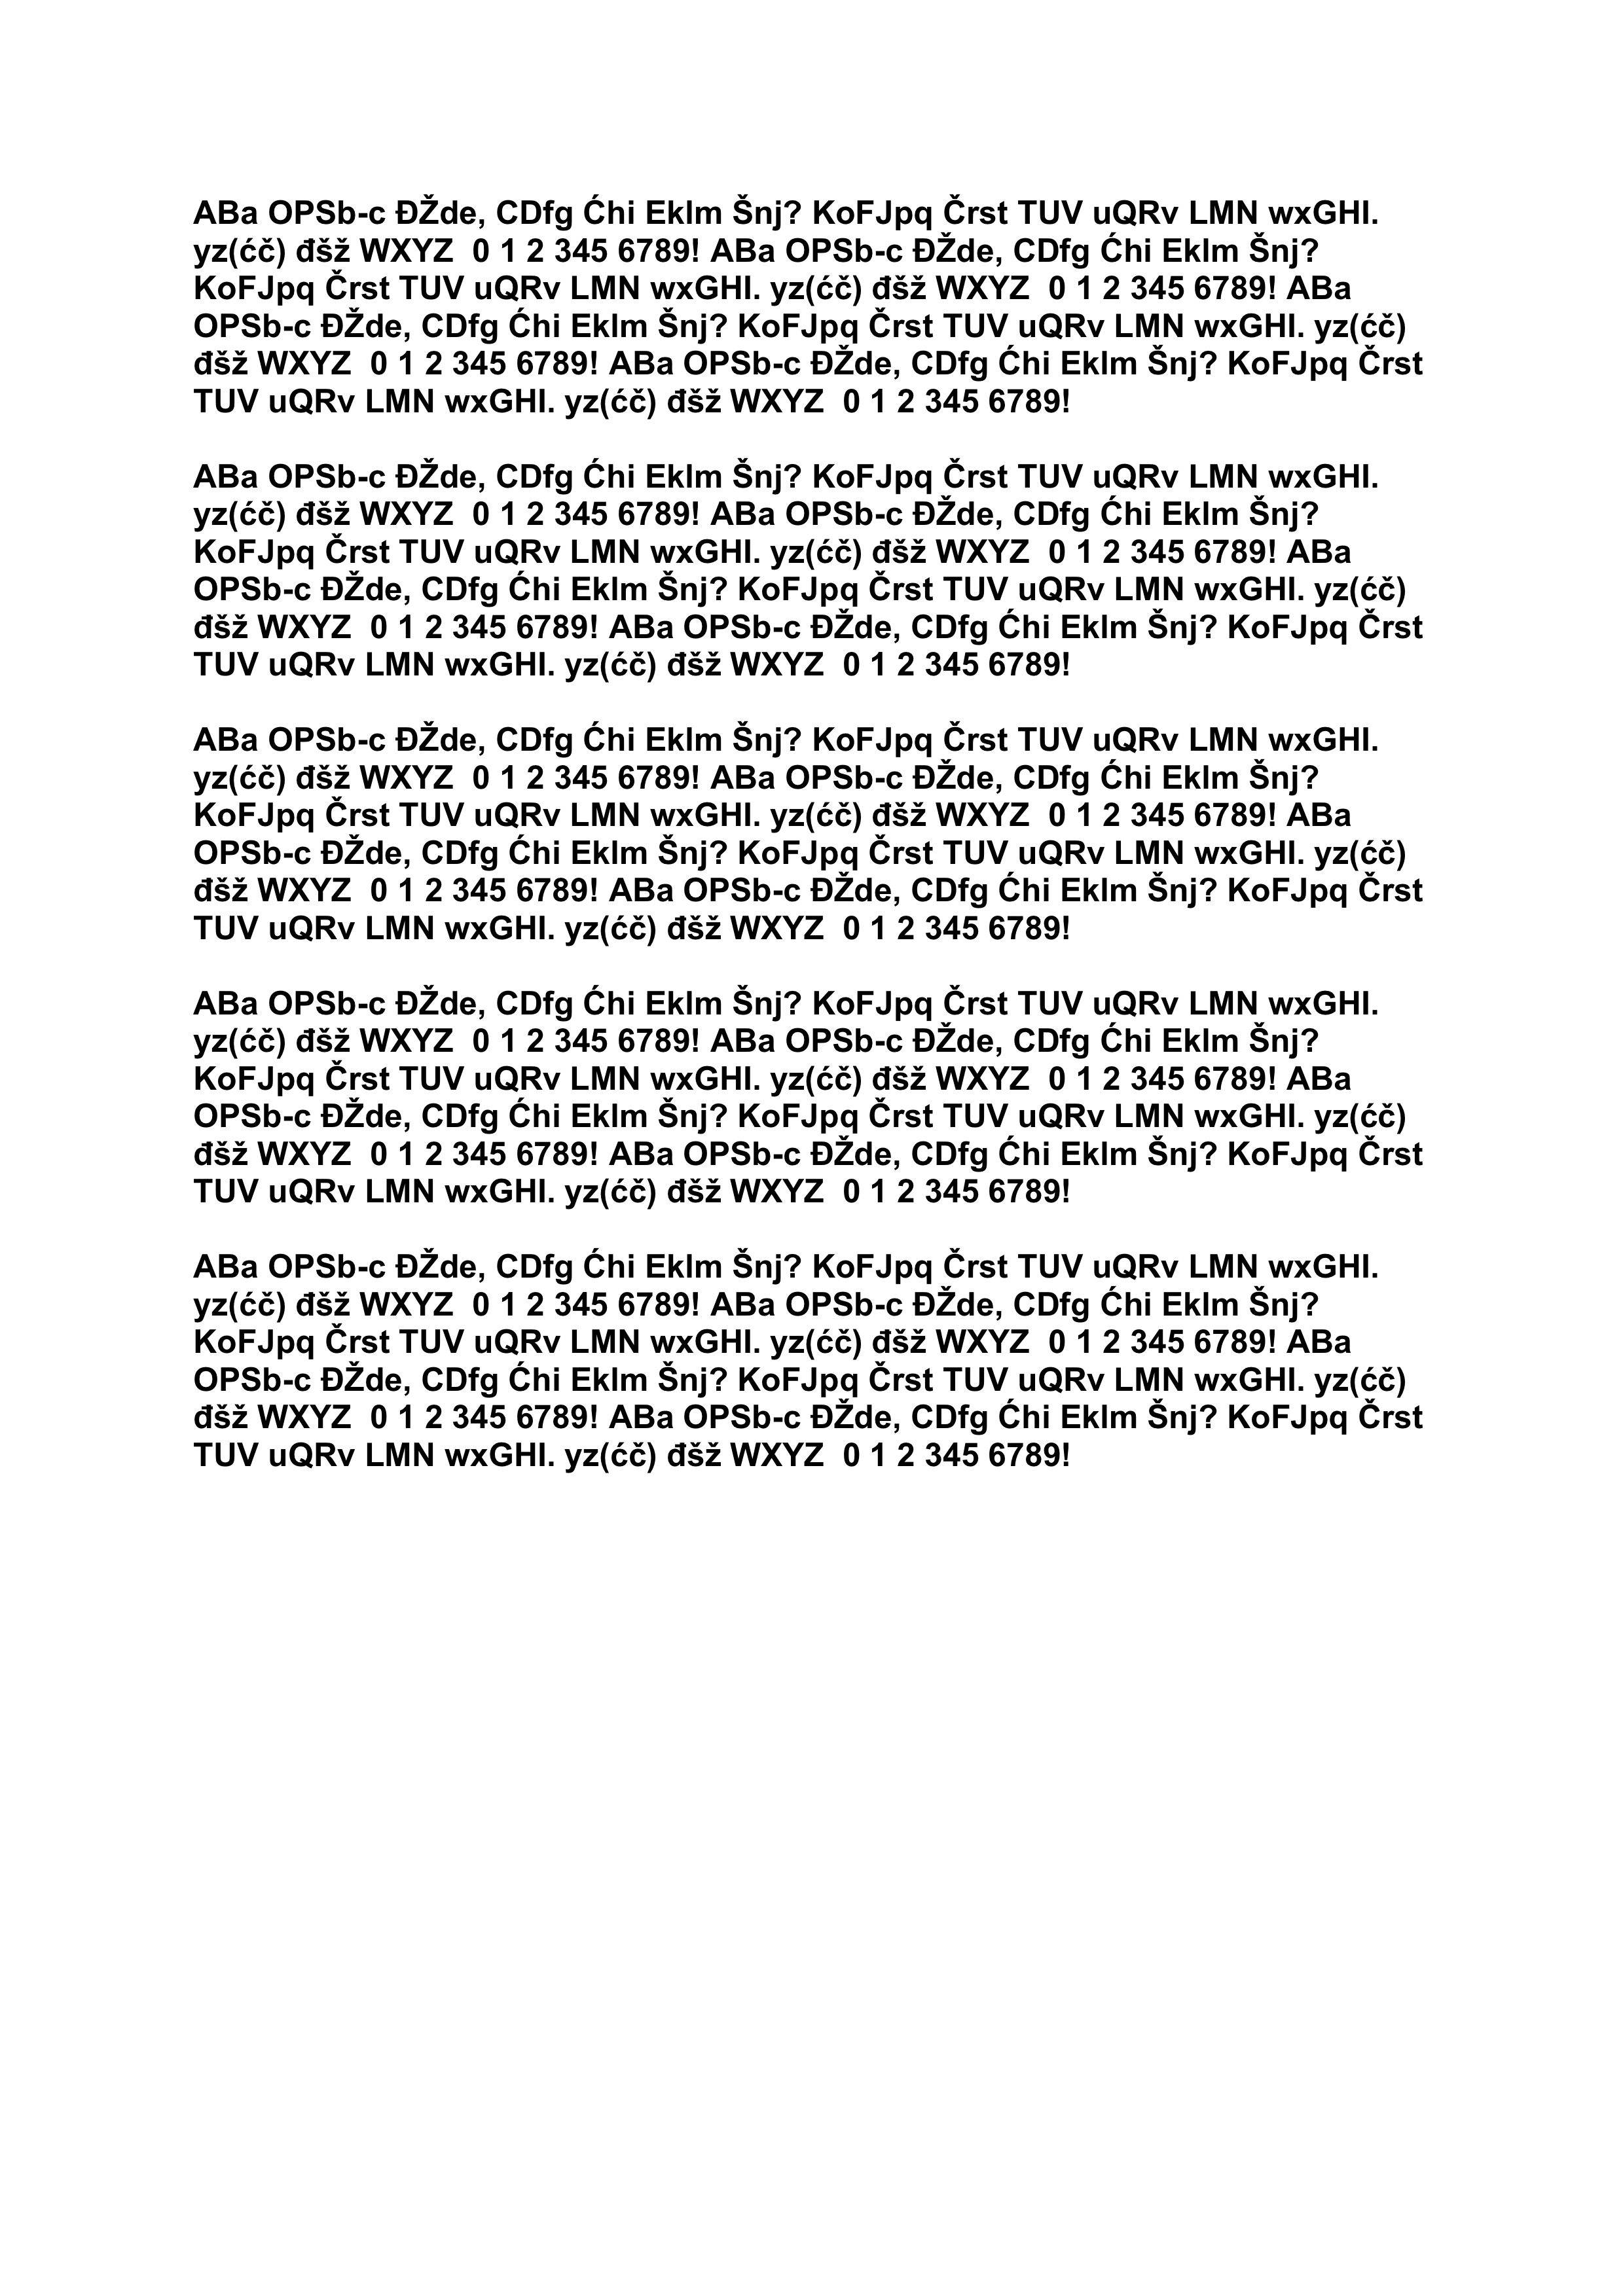 ABa OPSb-c ĐŽde, CDfg Ćhi Eklm Šnj? KoFJpq Črst TUV uQRv LMN wxGHI.
yz(ćč) đšž WXYZ  0 1 2 345 6789! ABa OPSb-c ĐŽde, CDfg Ćhi Eklm Šnj?
KoFJpq Črst TUV uQRv LMN wxGHI. yz(ćč) đšž WXYZ  0 1 2 345 6789! ABa
OPSb-c ĐŽde, CDfg Ćhi Eklm Šnj? KoFJpq Črst TUV uQRv LMN wxGHI. yz(ćč)
đšž WXYZ  0 1 2 345 6789! ABa OPSb-c ĐŽde, CDfg Ćhi Eklm Šnj? KoFJpq Črst
TUV uQRv LMN wxGHI. yz(ćč) đšž WXYZ  0 1 2 345 6789!

ABa OPSb-c ĐŽde, CDfg Ćhi Eklm Šnj? KoFJpq Črst TUV uQRv LMN wxGHI.
yz(ćč) đšž WXYZ  0 1 2 345 6789! ABa OPSb-c ĐŽde, CDfg Ćhi Eklm Šnj?
KoFJpq Črst TUV uQRv LMN wxGHI. yz(ćč) đšž WXYZ  0 1 2 345 6789! ABa
OPSb-c ĐŽde, CDfg Ćhi Eklm Šnj? KoFJpq Črst TUV uQRv LMN wxGHI. yz(ćč)
đšž WXYZ  0 1 2 345 6789! ABa OPSb-c ĐŽde, CDfg Ćhi Eklm Šnj? KoFJpq Črst
TUV uQRv LMN wxGHI. yz(ćč) đšž WXYZ  0 1 2 345 6789!

ABa OPSb-c ĐŽde, CDfg Ćhi Eklm Šnj? KoFJpq Črst TUV uQRv LMN wxGHI.
yz(ćč) đšž WXYZ  0 1 2 345 6789! ABa OPSb-c ĐŽde, CDfg Ćhi Eklm Šnj?
KoFJpq Črst TUV uQRv LMN wxGHI. yz(ćč) đšž WXYZ  0 1 2 345 6789! ABa
OPSb-c ĐŽde, CDfg Ćhi Eklm Šnj? KoFJpq Črst TUV uQRv LMN wxGHI. yz(ćč)
đšž WXYZ  0 1 2 345 6789! ABa OPSb-c ĐŽde, CDfg Ćhi Eklm Šnj? KoFJpq Črst
TUV uQRv LMN wxGHI. yz(ćč) đšž WXYZ  0 1 2 345 6789!

ABa OPSb-c ĐŽde, CDfg Ćhi Eklm Šnj? KoFJpq Črst TUV uQRv LMN wxGHI.
yz(ćč) đšž WXYZ  0 1 2 345 6789! ABa OPSb-c ĐŽde, CDfg Ćhi Eklm Šnj?
KoFJpq Črst TUV uQRv LMN wxGHI. yz(ćč) đšž WXYZ  0 1 2 345 6789! ABa
OPSb-c ĐŽde, CDfg Ćhi Eklm Šnj? KoFJpq Črst TUV uQRv LMN wxGHI. yz(ćč)
đšž WXYZ  0 1 2 345 6789! ABa OPSb-c ĐŽde, CDfg Ćhi Eklm Šnj? KoFJpq Črst
TUV uQRv LMN wxGHI. yz(ćč) đšž WXYZ  0 1 2 345 6789!

ABa OPSb-c ĐŽde, CDfg Ćhi Eklm Šnj? KoFJpq Črst TUV uQRv LMN wxGHI.
yz(ćč) đšž WXYZ  0 1 2 345 6789! ABa OPSb-c ĐŽde, CDfg Ćhi Eklm Šnj?
KoFJpq Črst TUV uQRv LMN wxGHI. yz(ćč) đšž WXYZ  0 1 2 345 6789! ABa
OPSb-c ĐŽde, CDfg Ćhi Eklm Šnj? KoFJpq Črst TUV uQRv LMN wxGHI. yz(ćč)
đšž WXYZ  0 1 2 345 6789! ABa OPSb-c ĐŽde, CDfg Ćhi Eklm Šnj? KoFJpq Črst
TUV uQRv LMN wxGHI. yz(ćč) đšž WXYZ  0 1 2 345 6789!